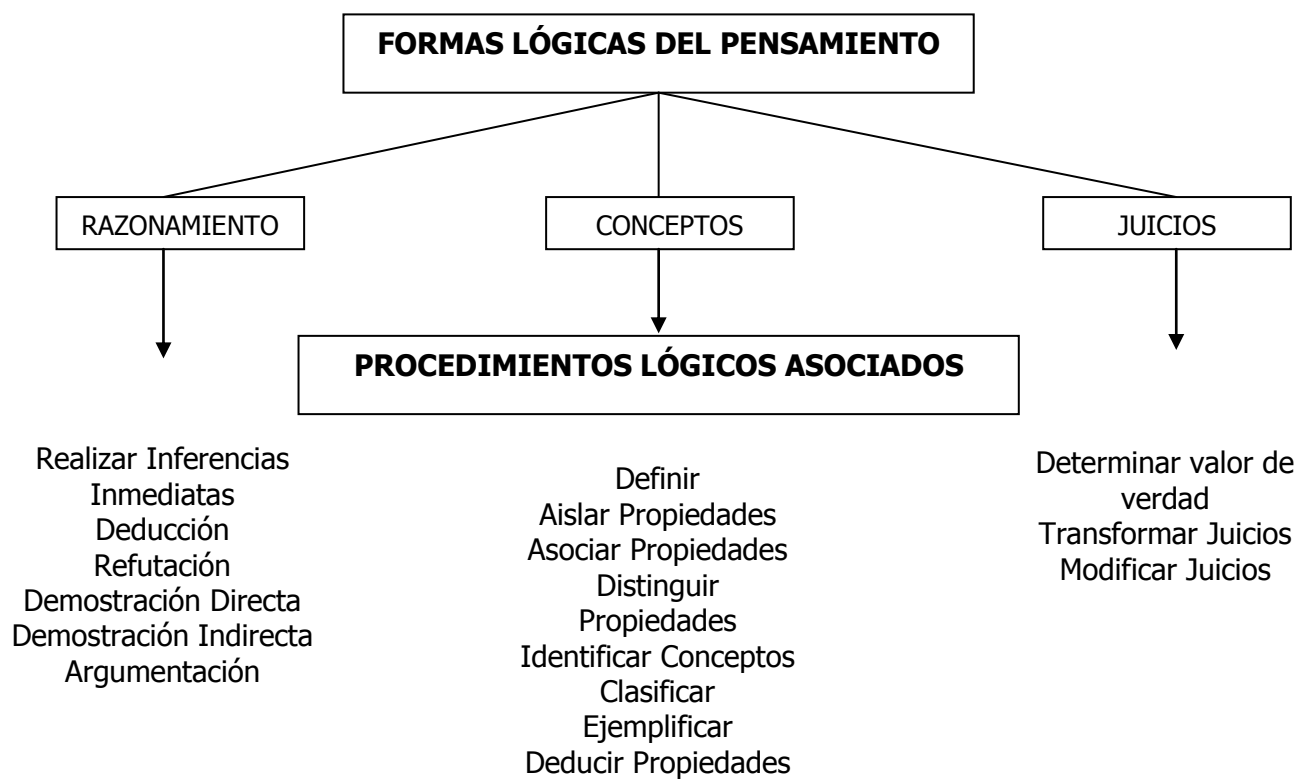 FORMAS LÓGICAS DEL PENSAMIENTO
RAZONAMIENTO
CONCEPTOS
JUICIOS
PROCEDIMIENTOS LÓGICOS ASOCIADOS
Realizar Inferencias
Inmediatas
Deducción
Refutación
Demostración Directa
Demostración Indirecta
Argumentación
Definir
Aislar Propiedades
Asociar Propiedades
Distinguir
Propiedades
Identificar Conceptos
Clasificar
Ejemplificar
Deducir Propiedades
Determinar valor de
verdad
Transformar Juicios
Modificar Juicios